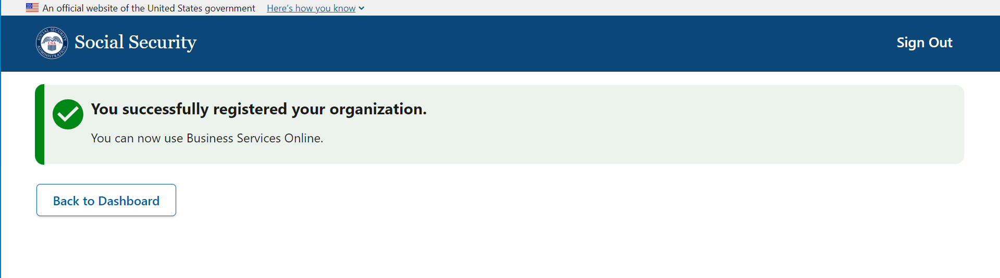 An official website of the United States government Here's how you know
Social Security
Sign Out
You successfully registered your organization.
You can now use Business Services Online.
Back to Dashboard